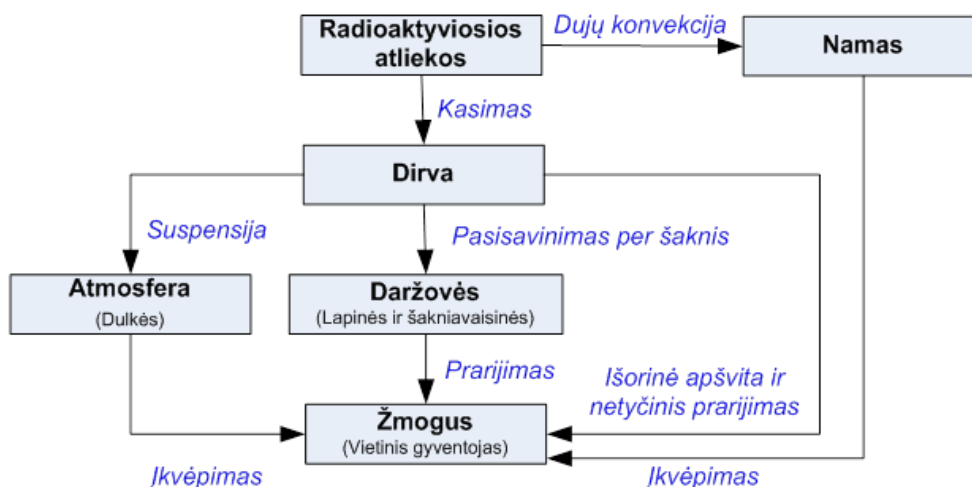 Radioaktyviosios
atliekos
Dujų konvekcija
Namas
Kasimas
Dirva
Suspensija
Pasisavinimas per šaknis
Atmosfera
(Dulkės)
Daržovės
(Lapinės ir šakniavaisinės)
Prarijimas
Išorinė apšvita ir
netyčinis prarijimas
Žmogus
(Vietinis gyventojas)
Įkvėpimas
Įkvėpimas